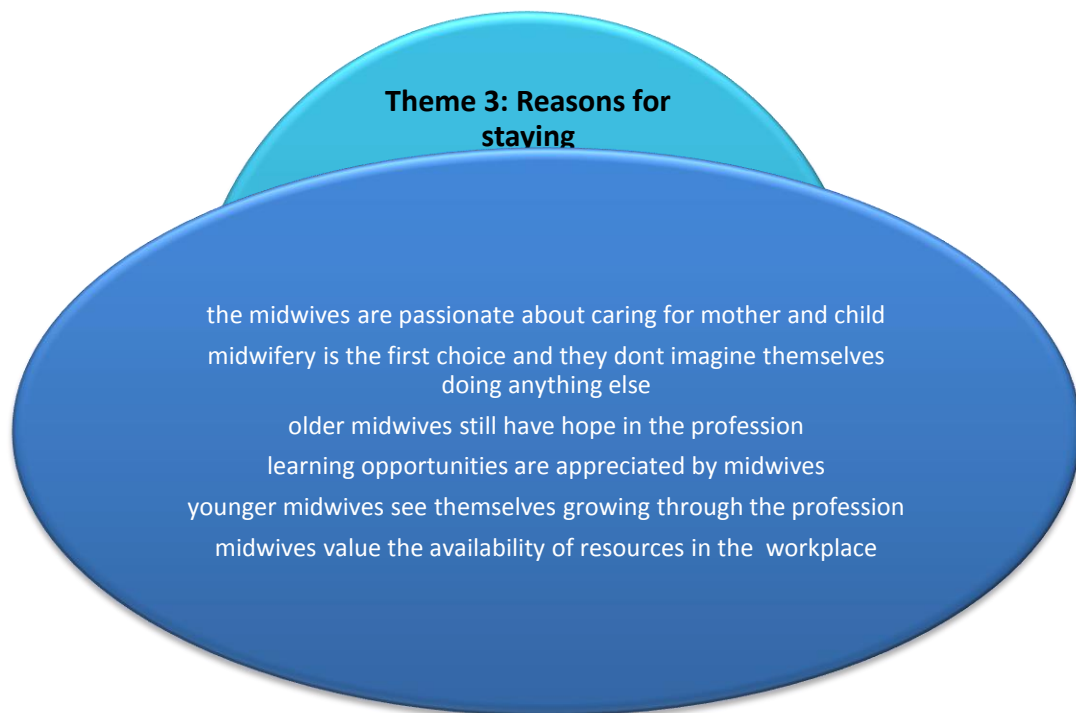 Theme 3: Reasons for
staying
the midwives are passionate about caring for mother and child
midwifery is the first choice and they dont imagine themselves
doing anything else
older midwives still have hope in the profession
learning opportunities are appreciated by midwives
younger midwives see themselves growing through the profession
midwives value the availability of resources in the  workplace